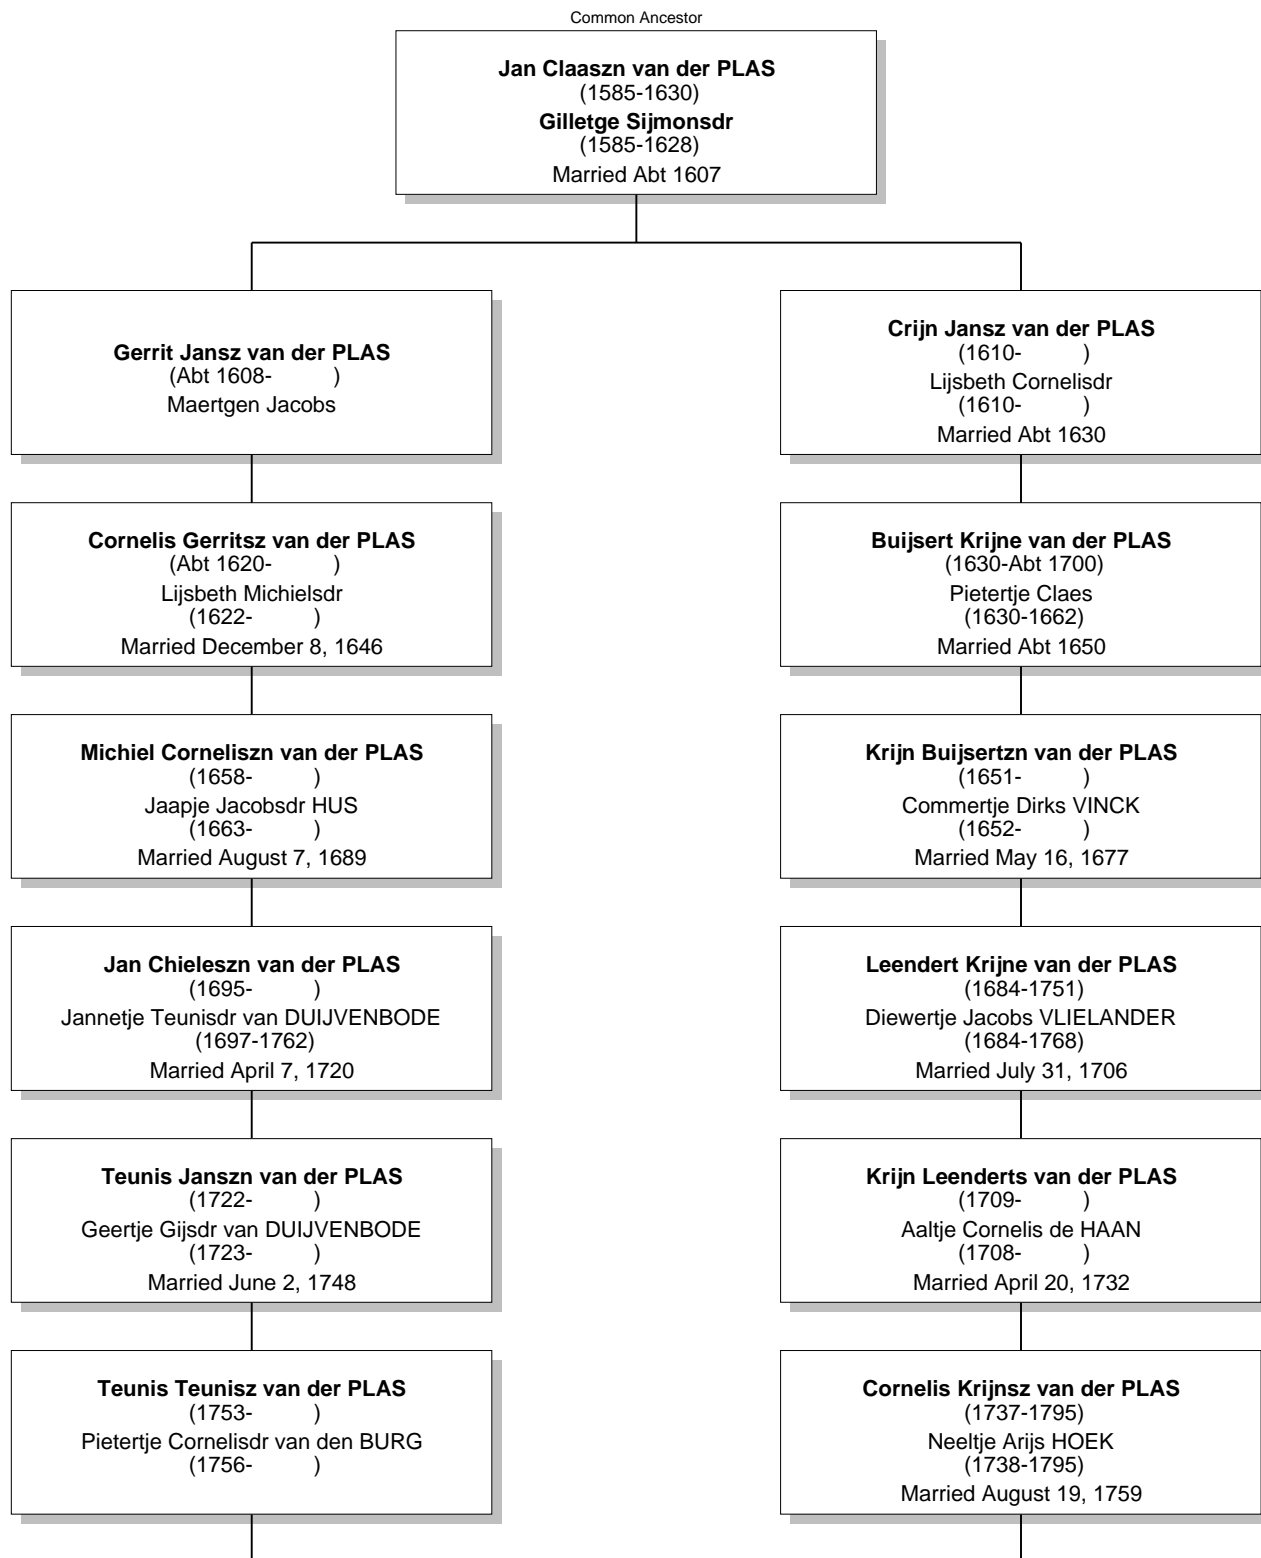 Common Ancestor
Jan Claaszn van der PLAS
(1585-1630)
Gilletge Sijmonsdr
(1585-1628)
Married Abt 1607
Gerrit Jansz van der PLAS
(Abt 1608- )
Maertgen Jacobs
Crijn Jansz van der PLAS
(1610- )
Lijsbeth Cornelisdr
(1610- )
Married Abt 1630
Cornelis Gerritsz van der PLAS
(Abt 1620- )
Lijsbeth Michielsdr
(1622- )
Married December 8, 1646
Buijsert Krijne van der PLAS
(1630-Abt 1700)
Pietertje Claes
(1630-1662)
Married Abt 1650
Michiel Corneliszn van der PLAS
(1658- )
Jaapje Jacobsdr HUS
(1663- )
Married August 7, 1689
Krijn Buijsertzn van der PLAS
(1651- )
Commertje Dirks VINCK
(1652- )
Married May 16, 1677
Jan Chieleszn van der PLAS
(1695- )
Jannetje Teunisdr van DUIJVENBODE
(1697-1762)
Married April 7, 1720
Leendert Krijne van der PLAS
(1684-1751)
Diewertje Jacobs VLIELANDER
(1684-1768)
Married July 31, 1706
Teunis Janszn van der PLAS
(1722- )
Geertje Gijsdr van DUIJVENBODE
(1723- )
Married June 2, 1748
Krijn Leenderts van der PLAS
(1709- )
Aaltje Cornelis de HAAN
(1708- )
Married April 20, 1732
Teunis Teunisz van der PLAS
(1753- )
Pietertje Cornelisdr van den BURG
(1756- )
Cornelis Krijnsz van der PLAS
(1737-1795)
Neeltje Arijs HOEK
(1738-1795)
Married August 19, 1759